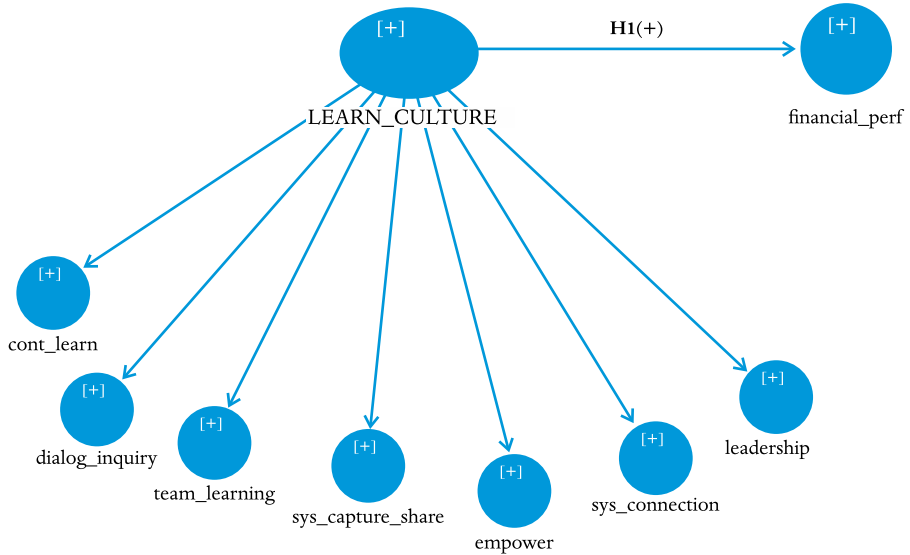 [+]
H1(+)
[+]
LEARN_CULTURE
financial_perf
[+]
cont_learn
[+]
dialog_inquiry
[+]
team_learning
[+]
sys_capture_share
[+]
empower
[+]
sys_connection
[+]
leadership